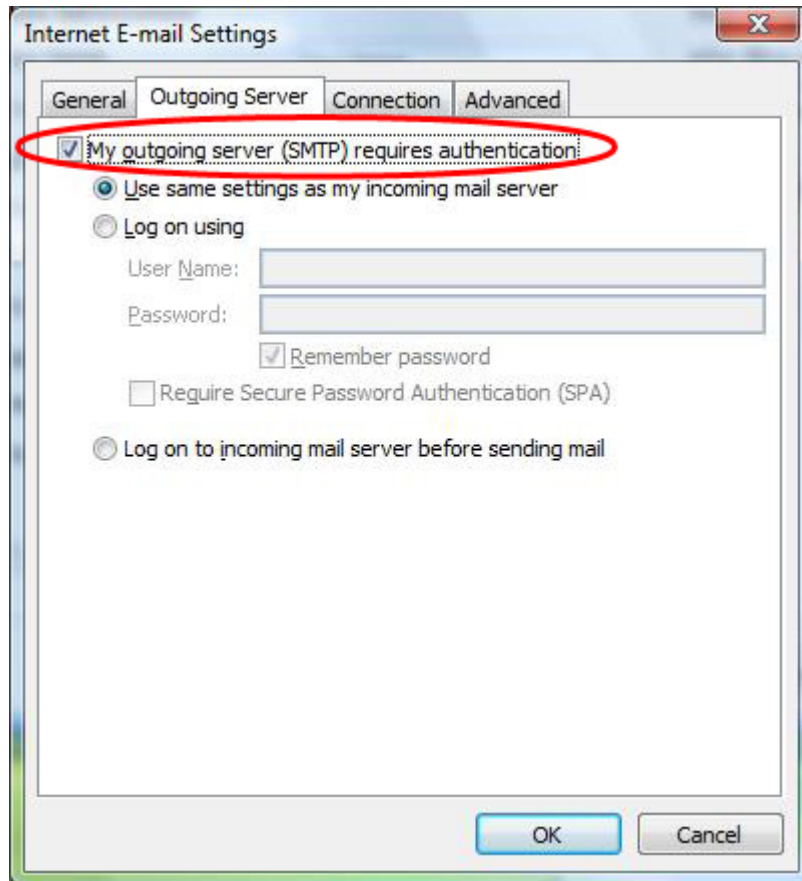 Internet E-mail Settings
General Outgoing Server Connection Advanced
My outgoing server (SMTP) requires authentication
Use same settings as my incoming mail server
Log on using
User Name:
Password:
Remember password
Require Secure Password Authentication (SPA)
Log on to incoming mail server before sending mail
OK Cancel